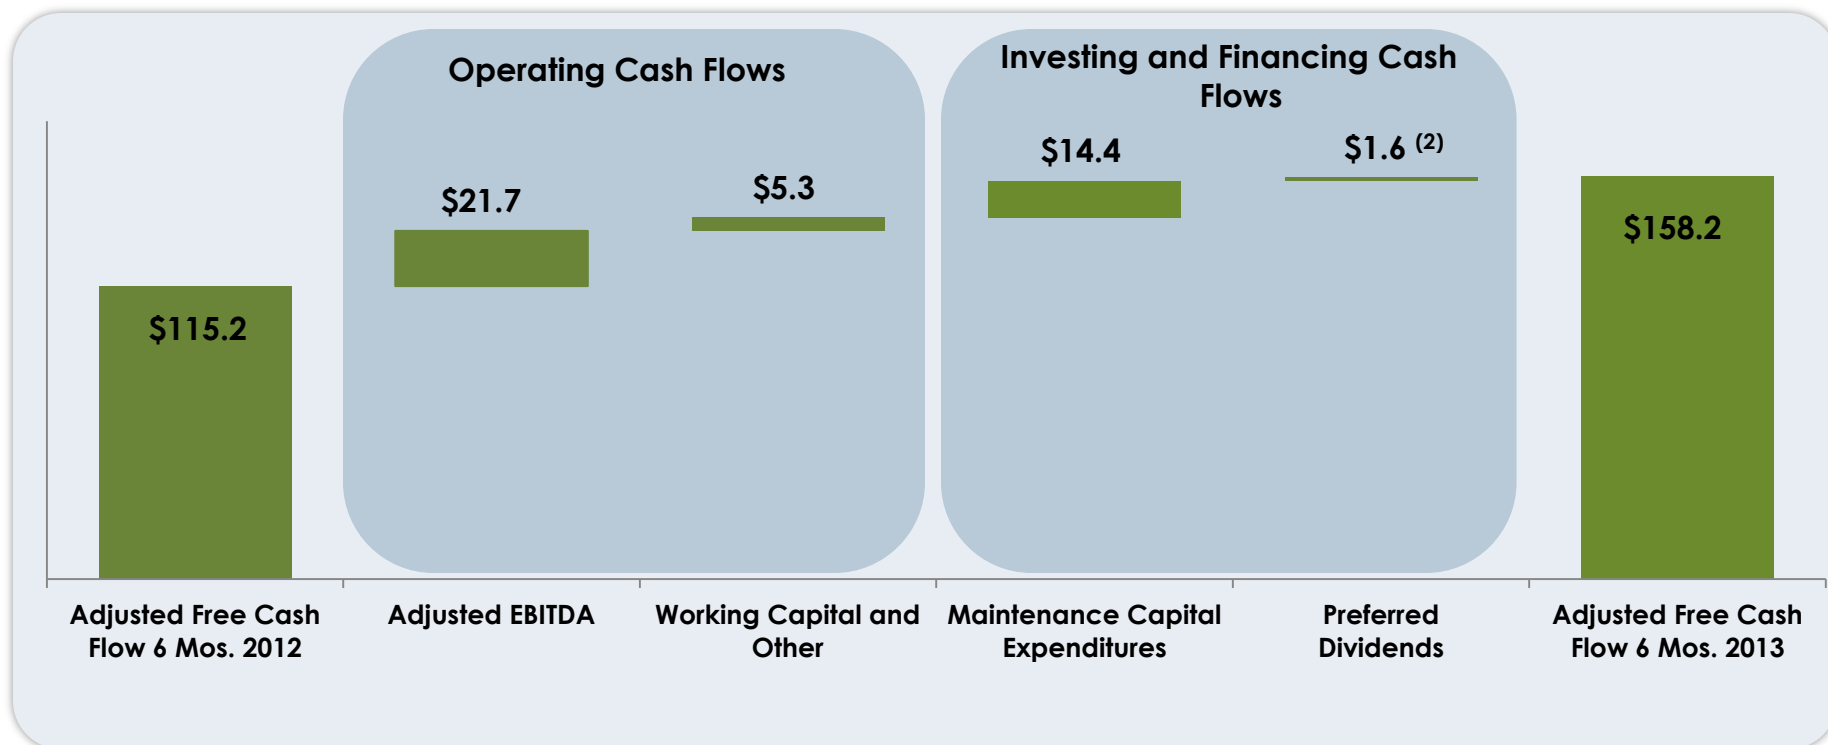 Operating Cash Flows
Investing and Financing Cash
Flows
$115.2
$21.7
$5.3
$14.4
$1.6 (2)
$158.2
Adjusted Free Cash
Flow 6 Mos. 2012
Adjusted EBITDA
Working Capital and
Other
Maintenance Capital
Expenditures
Preferred
Dividends
Adjusted Free Cash
Flow 6 Mos. 2013